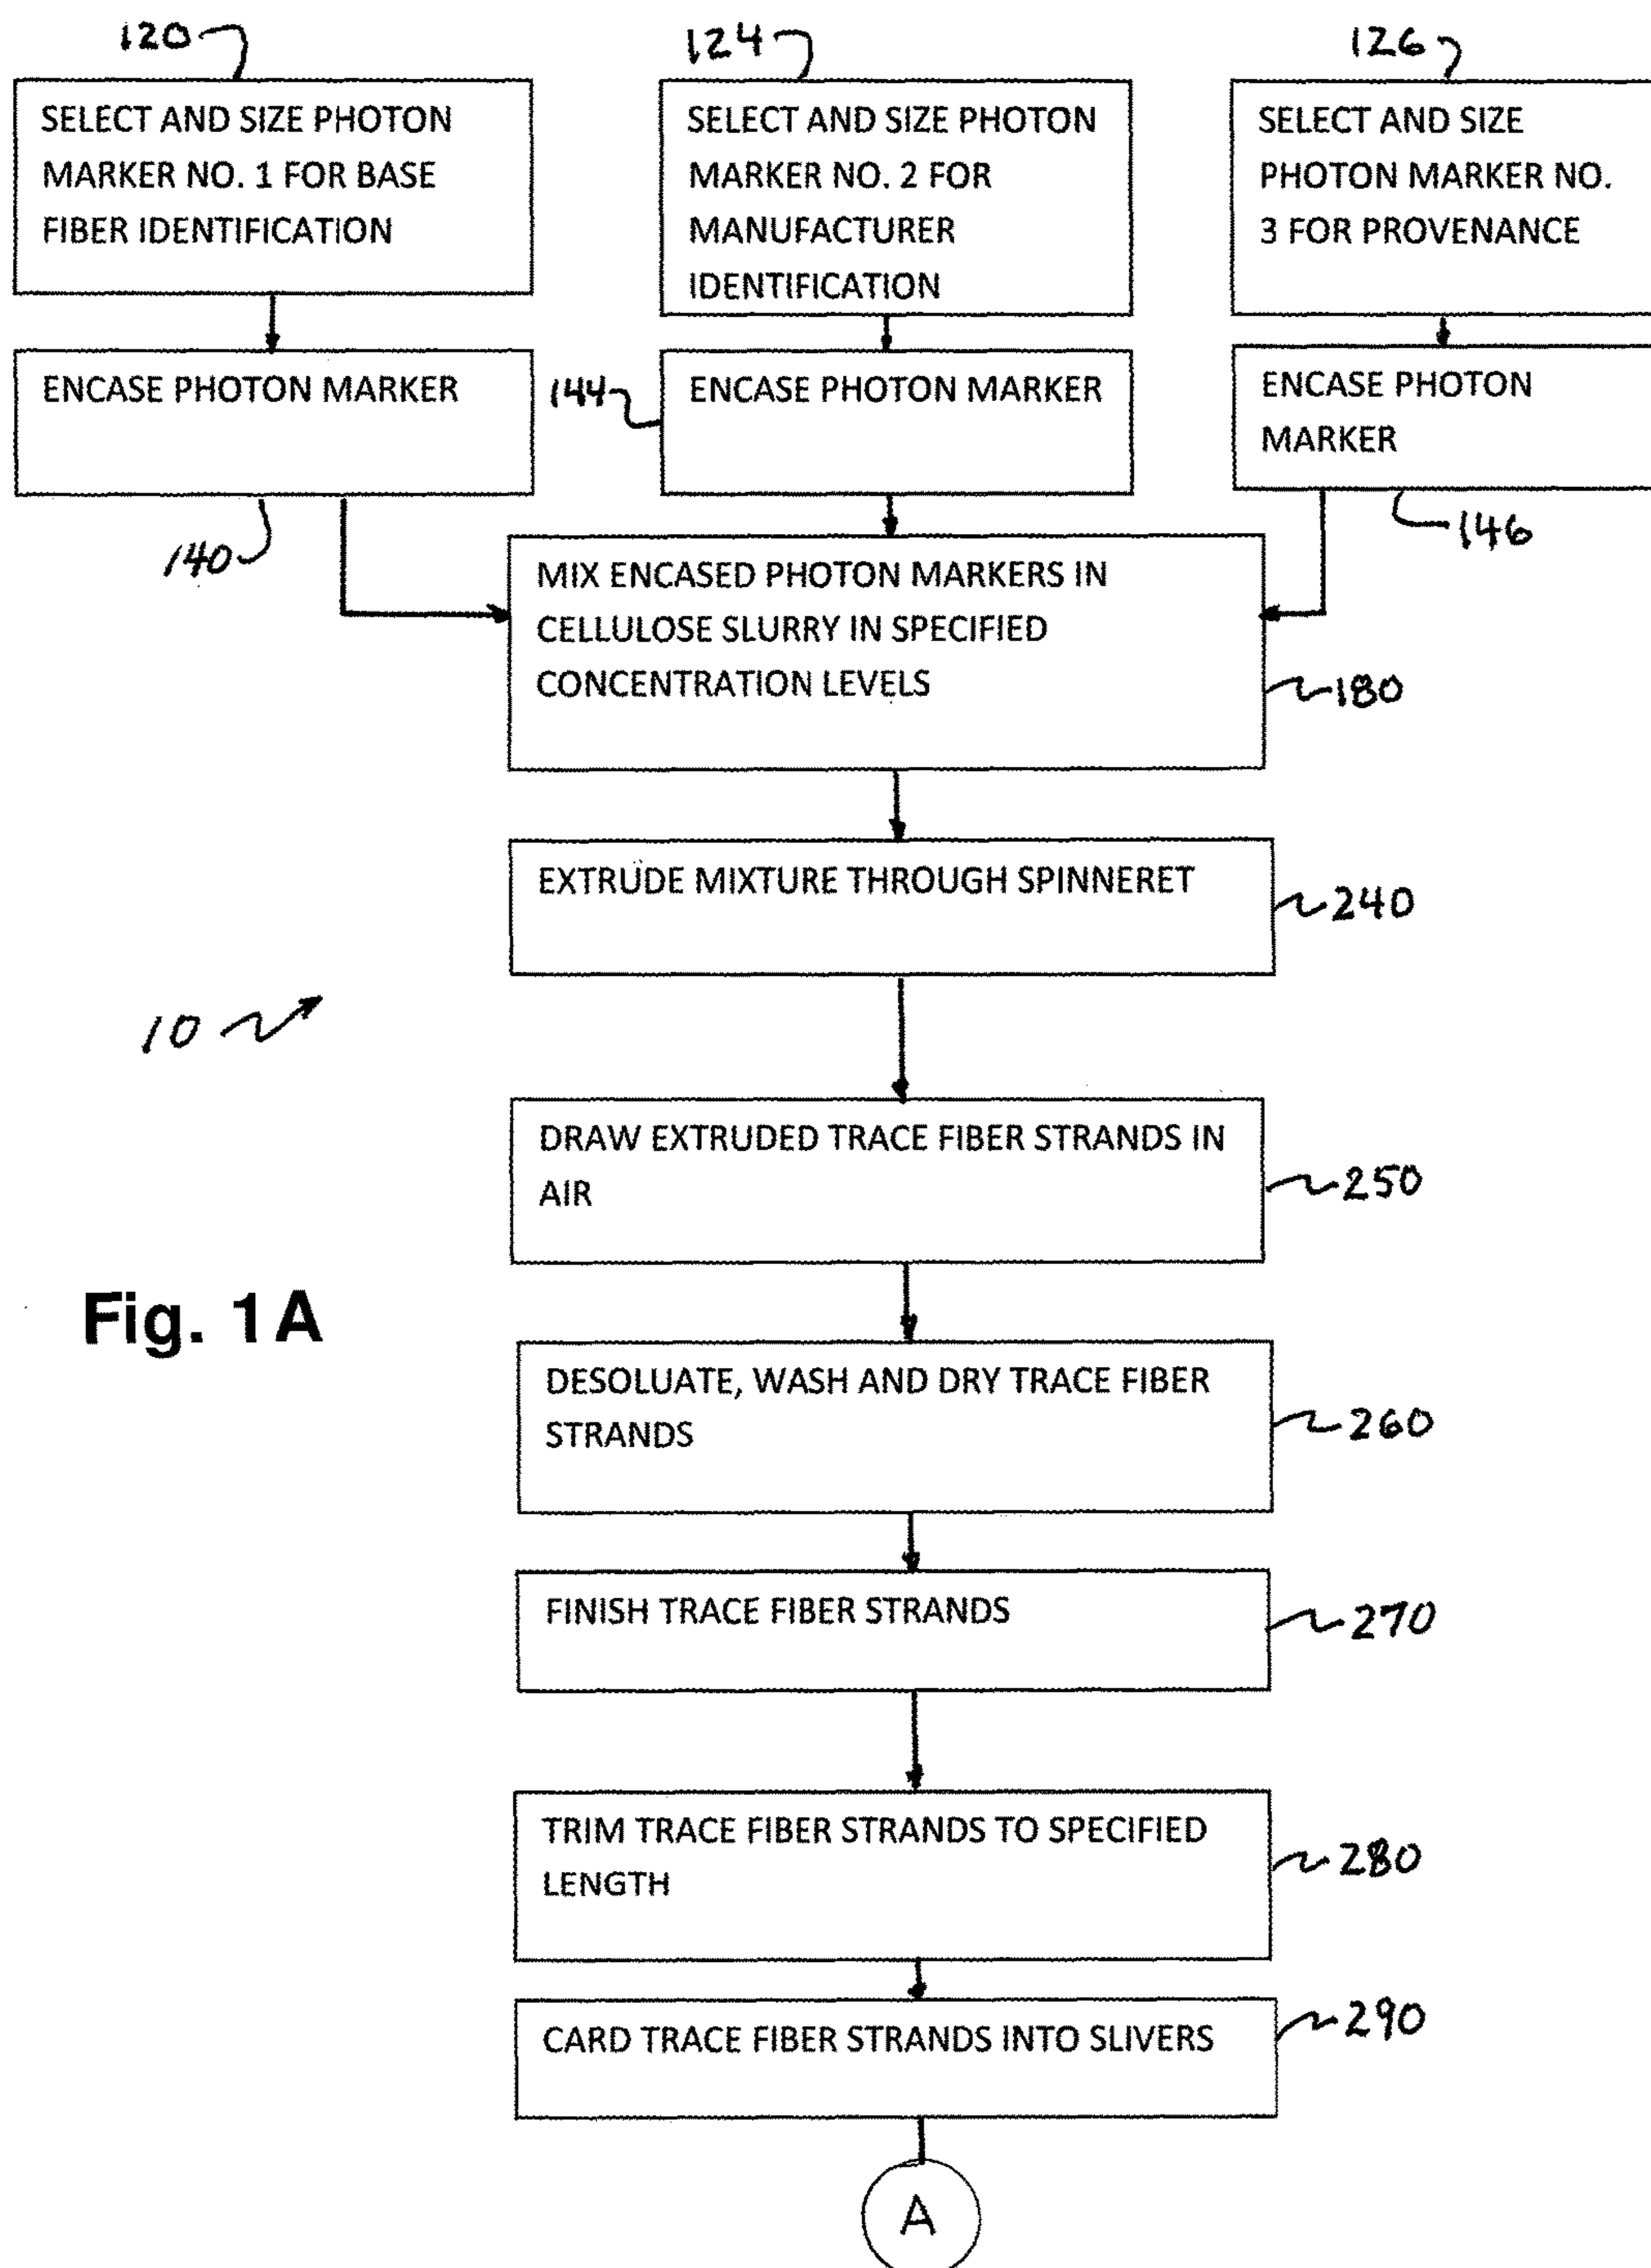 120
124
126
SELECT AND SIZE PHOTON
MARKER NO. 1 FOR BASE
FIBER IDENTIFICATION
SELECT AND SIZE PHOTON
MARKER NO. 2 FOR
MANUFACTURER
IDENTIFICATION
SELECT AND SIZE
PHOTON MARKER NO.
3 FOR PROVENANCE
ENCASE PHOTON MARKER
144
ENCASE PHOTON MARKER
ENCASE PHOTON
MARKER
140
146
MIX ENCASED PHOTON MARKERS IN
CELLULOSE SLURRY IN SPECIFIED
CONCENTRATION LEVELS
180
EXTRUDE MIXTURE THROUGH SPINNERET
240
10
DRAW EXTRUDED TRACE FIBER STRANDS IN
AIR
250
Fig. 1A
DESOLUATE, WASH AND DRY TRACE FIBER
STRANDS
260
FINISH TRACE FIBER STRANDS
270
TRIM TRACE FIBER STRANDS TO SPECIFIED
LENGTH
280
CARD TRACE FIBER STRANDS INTO SLIVERS
290
A